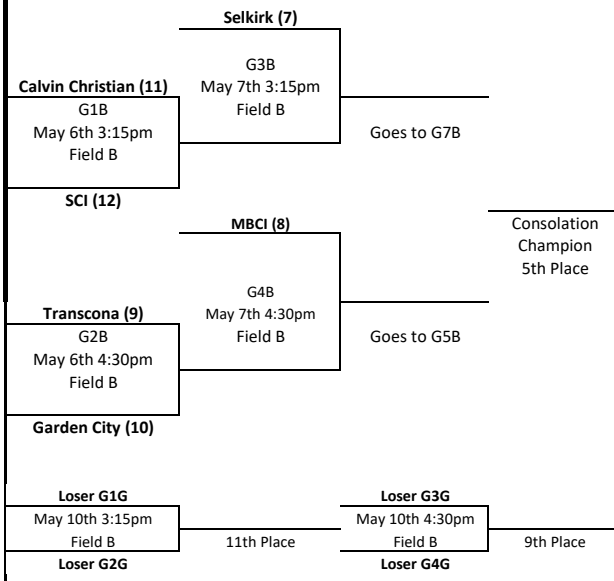 Selkirk (7)
G3B
May 7th 3:15pm
Field B
Calvin Christian (11)
G1B
May 6th 3:15pm
Field B
SCI (12)
Goes to G7B
MBCI (8)
G4B
May 7th 4:30pm
Field B
Transcona (9)
G2B
May 6th 4:30pm
Field B
Garden City (10)
Goes to G5B
Consolation
Champion
5th Place
Loser G1G
May 10th 3:15pm
Field B
Loser G2G
11th Place
Loser G3G
May 10th 4:30pm
Field B
Loser G4G
9th Place